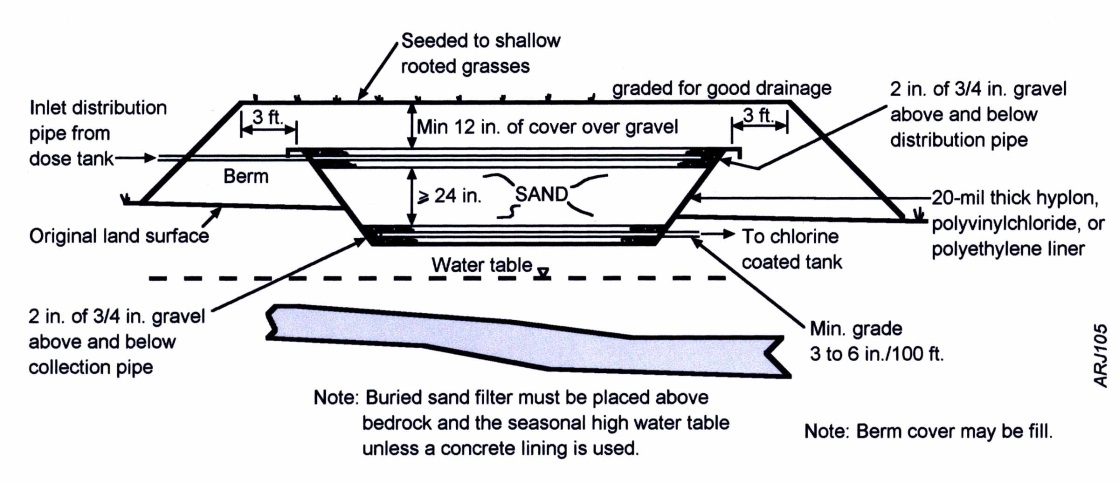 Seeded to shallow
rooted grasses
graded for good drainage
2 in. of 3/4 in. gravel
above and below
distribution pipe
Inlet distribution
pipe from
dose tank
3 ft.
Min 12 in. of cover over gravel
3 ft.
Berm
≥ 24 in.
SAND
20-mil thick hyplon,
polyvinylchloride, or
polyethylene liner
Original land surface
To chlorine
coated tank
Water table
2 in. of 3/4 in. gravel
above and below
collection pipe
Min. grade
3 to 6 in./100 ft.
ARJ105
Note: Buried sand filter must be placed above
bedrock and the seasonal high water table
unless a concrete lining is used.
Note: Berm cover may be fill.